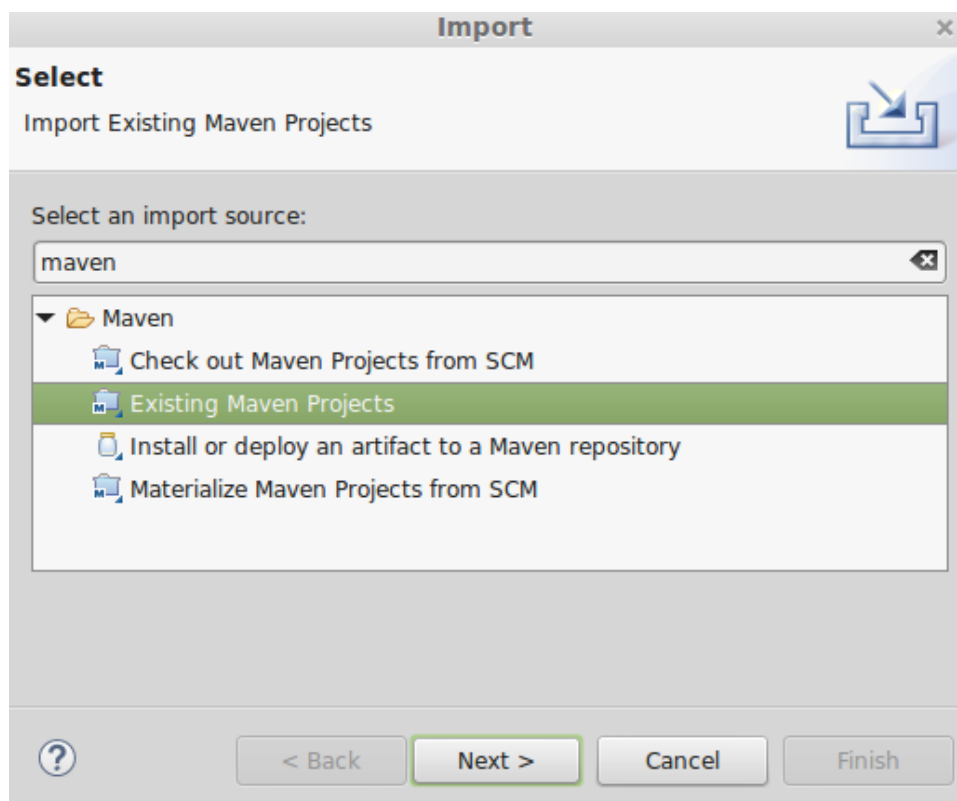 Import
Select
Import Existing Maven Projects
Select an import source:
maven
Maven
Check out Maven Projects from SCM
Existing Maven Projects
Install or deploy an artifact to a Maven repository
Materialize Maven Projects from SCM
? < Back Next > Cancel Finish